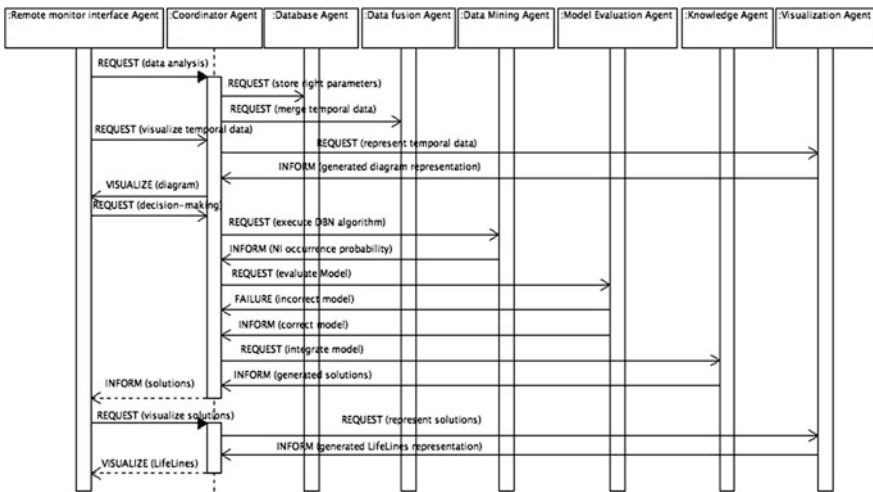 :Remote monitor interface Agent :Coordinator Agent :Database Agent :Data fusion Agent :Data Mining Agent :Model Evaluation Agent :Knowledge Agent :Visualization Agent
REQUEST (data analysis)
REQUEST (store right parameters)
REQUEST (merge temporal data)
REQUEST (visualize temporal data)
REQUEST (represent temporal data)
INFORM (generated diagram representation)
VISUALIZE (diagram)
REQUEST (decision-making)
REQUEST (execute DBN algorithm)
INFORM (NI occurrence probability)
REQUEST (evaluate Model)
FAILURE (incorrect model)
INFORM (correct model)
REQUEST (integrate model)
INFORM (generated solutions)
INFORM (solutions)
REQUEST (visualize solutions)
REQUEST (represent solutions)
INFORM (generated LifeLines representation)
VISUALIZE (LifeLines)